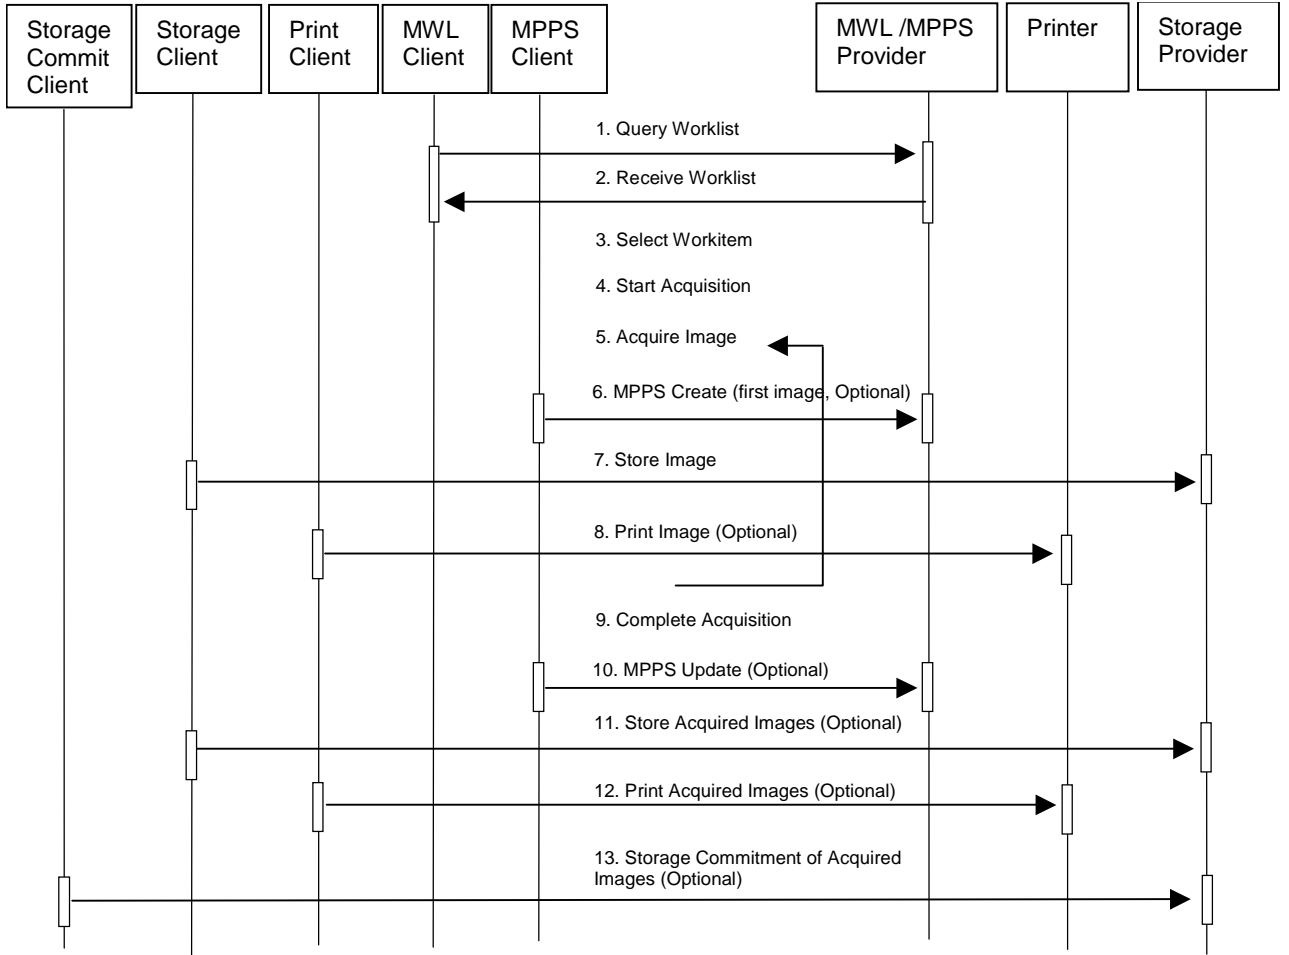 Storage
Commit
Client
Storage
Client
Print
Client
MWL
Client
MPPS
Client
MWL /MPPS
Provider
Printer
Storage
Provider
1. Query Worklist
2. Receive Worklist
3. Select Workitem
4. Start Acquisition
5. Acquire Image
6. MPPS Create (first image, Optional)
7. Store Image
8. Print Image (Optional)
9. Complete Acquisition
10. MPPS Update (Optional)
11. Store Acquired Images (Optional)
12. Print Acquired Images (Optional)
13. Storage Commitment of Acquired
Images (Optional)